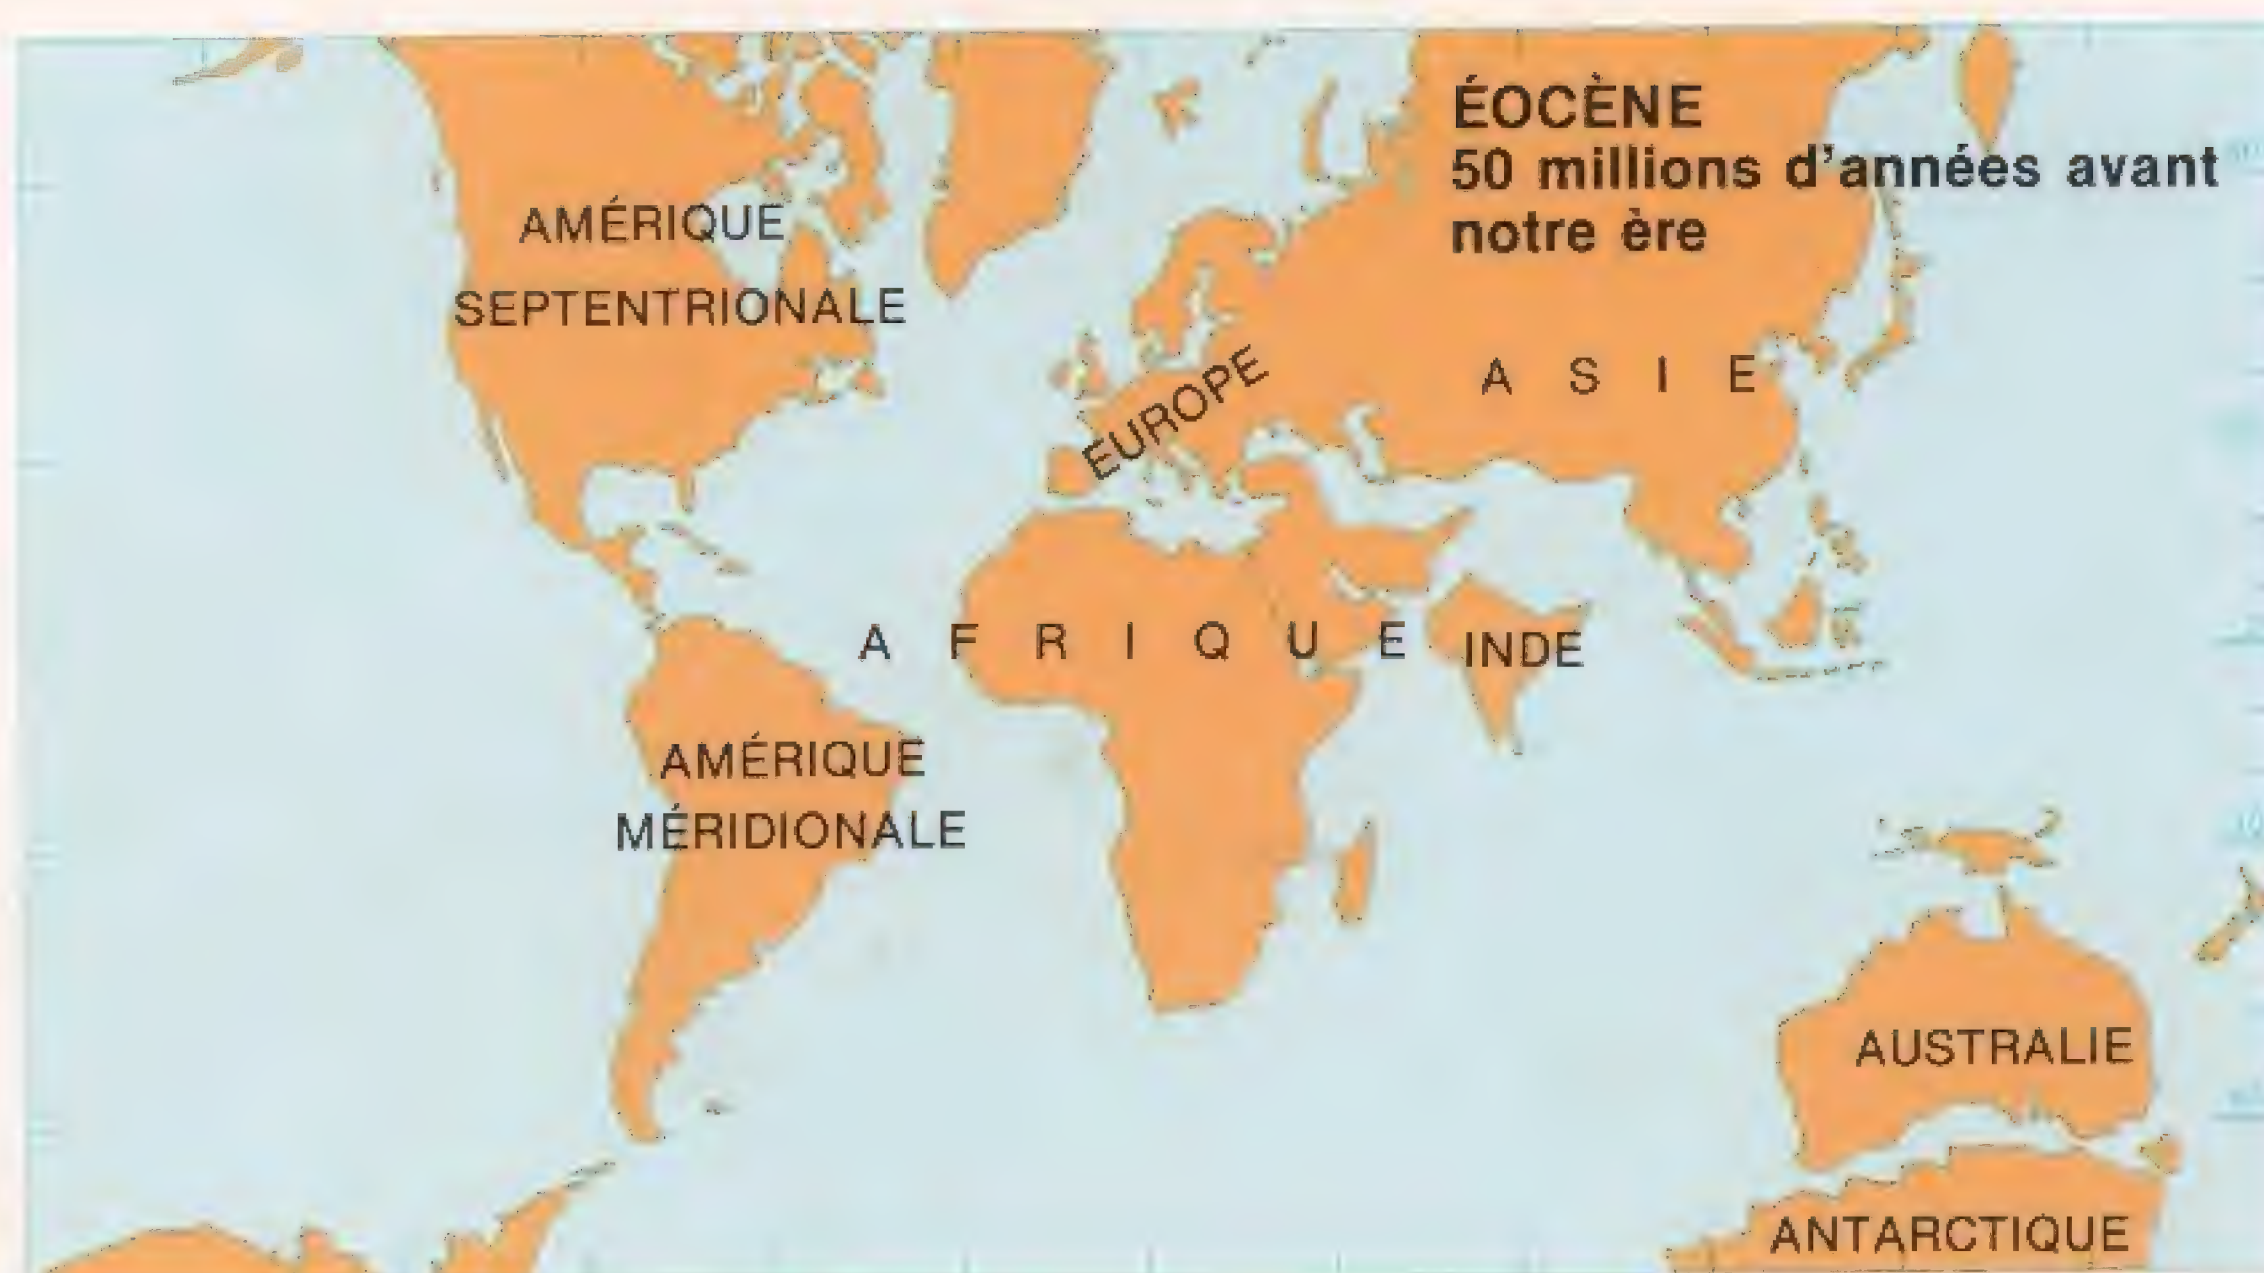 ÉOCÈNE
50 millions d'années avant
notre ère
AMÉRIQUE
SEPTENTRIONALE
EUROPE
A S I E
A F R I Q U E
INDE
AMÉRIQUE
MÉRIDIONALE
AUSTRALIE
ANTARCTIQUE